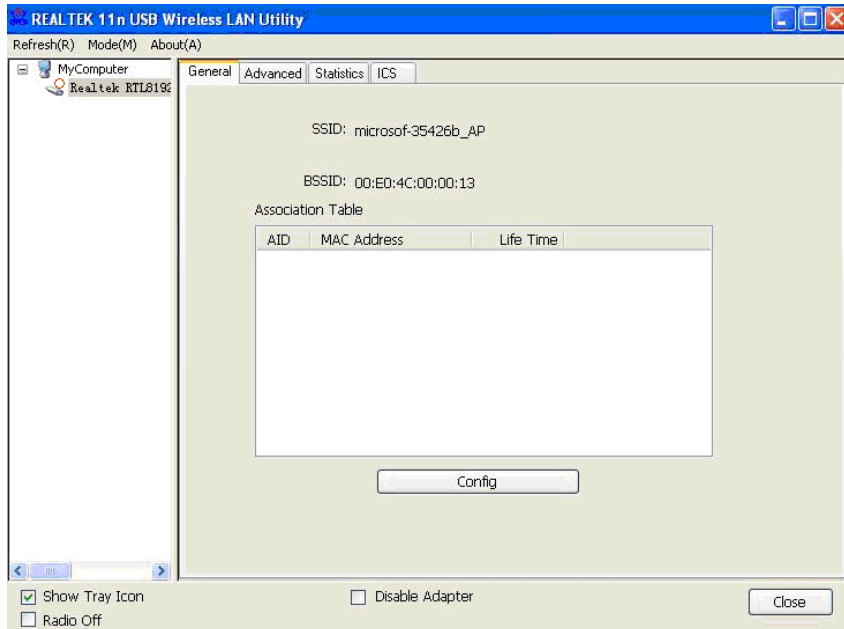 REALTEK 11n USB Wireless LAN Utility
Refresh(R) Mode(M) About(A)
MyComputer
Realtek RTL8192
General Advanced Statistics ICS
SSID: microsof-35426b_AP
BSSID: 00:E0:4C:00:00:13
Association Table
AID MAC Address Life Time
Config
Show Tray Icon
Disable Adapter
Radio Off
Close